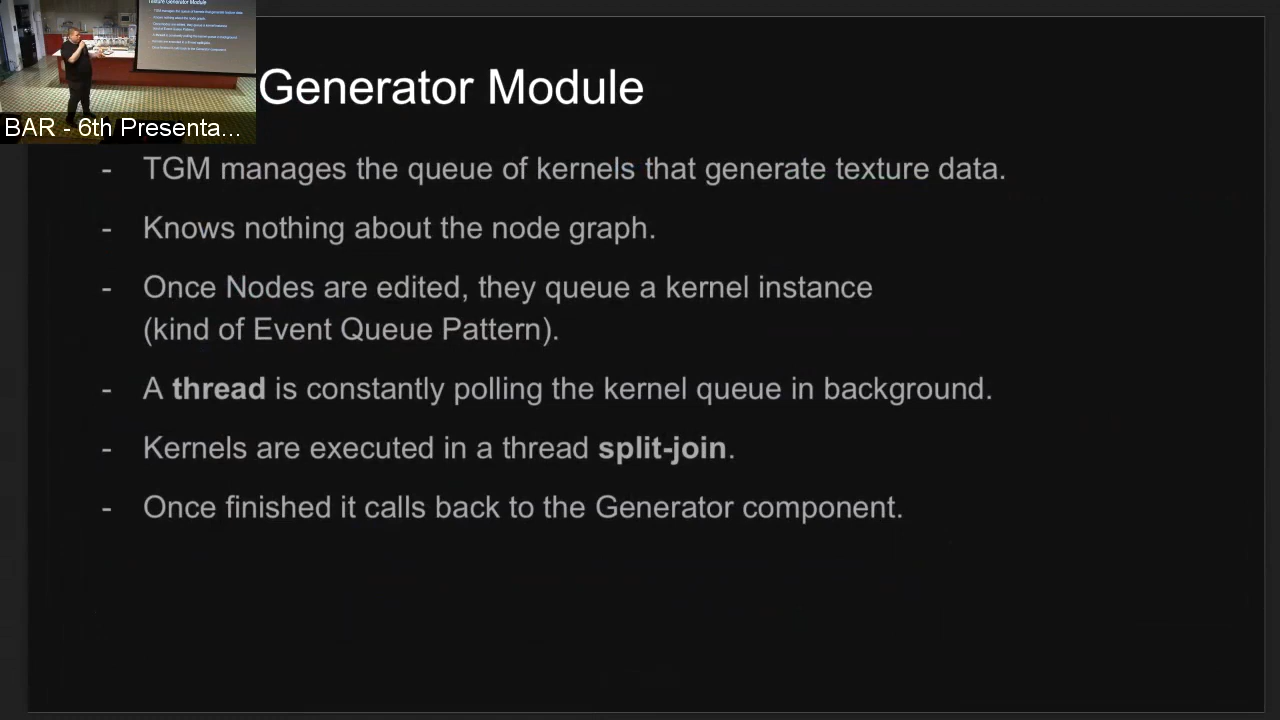 Texture Generator Module
BAR - 6th Presenta...
Generator Module
- TGM manages the queue of kernels that generate texture data.
- Knows nothing about the node graph.
- Once Nodes are edited, they queue a kernel instance
(kind of Event Queue Pattern).
- A thread is constantly polling the kernel queue in background.
- Kernels are executed in a thread split-join.
- Once finished it calls back to the Generator component.